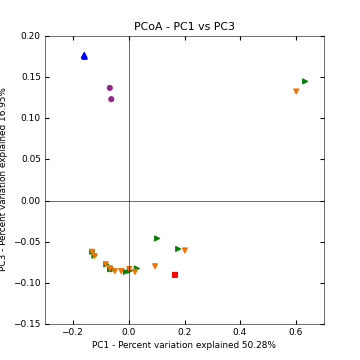 PCoA - PC1 vs PC3
PC3 - Percent variation explained 16.95%
0.20
0.15
0.10
0.05
0.00
−0.05
−0.10
−0.15
−0.2 0.0 0.2 0.4 0.6
PC1 - Percent variation explained 50.28%